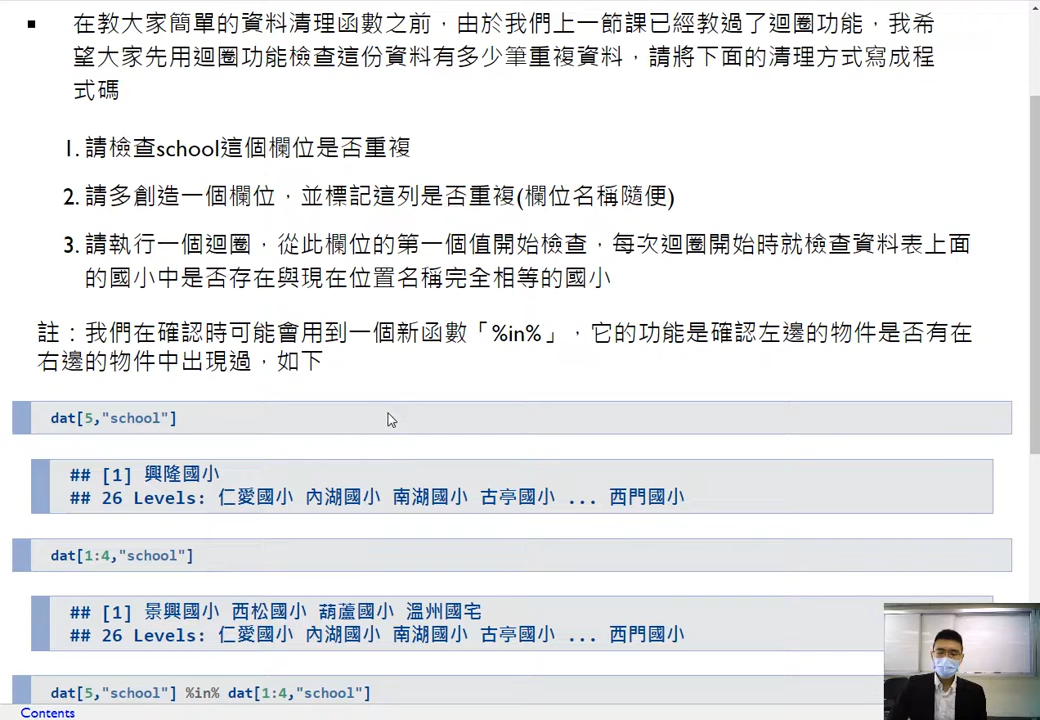 在教大家簡單的資料清理函數之前，由於我們上一節課已經教過了迴圈功能，我希
望大家先用迴圈功能檢查這份資料有多少筆重複資料，請將下面的清理方式寫成程
式碼
1. 請檢查school這個欄位是否重複
2. 請多創造一個欄位，並標記這列是否重複(欄位名稱隨便)
3. 請執行一個迴圈，從此欄位的第一個值開始檢查，每次迴圈開始時就檢查資料表上面
的國小中是否存在與現在位置名稱完全相等的國小
註：我們在確認時可能會用到一個新函數「%in%」，它的功能是確認左邊的物件是否有在
右邊的物件中出現過，如下
dat[5,"school"]
## [1] 興隆國小
## 26 Levels: 仁愛國小 內湖國小 南湖國小 古亭國小 ... 西門國小
dat[1:4,"school"]
## [1] 景興國小 西松國小 葫蘆國小 溫州國宅
## 26 Levels: 仁愛國小 內湖國小 南湖國小 古亭國小 ... 西門國小
dat[5,"school"] %in% dat[1:4,"school"]
Contents